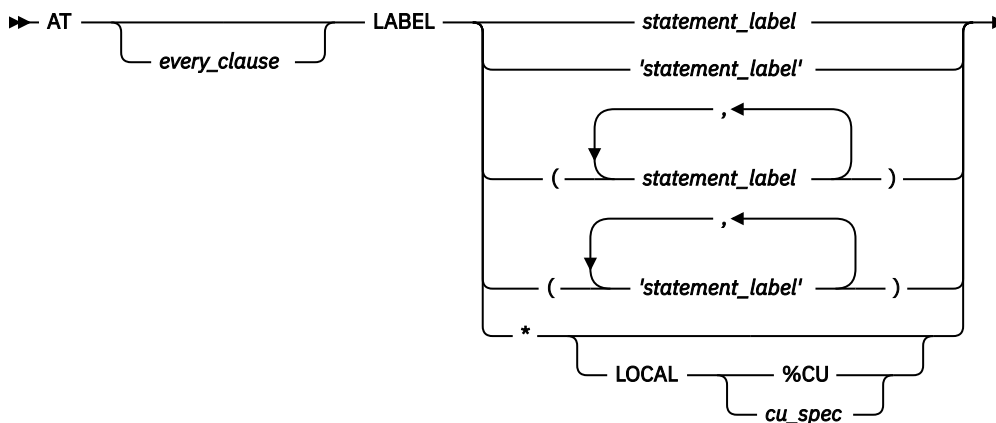 AT LABEL statement_label
every_clause
'statement_label'
,
( statement_label )
,
( 'statement_label' )
*
LOCAL %CU
cu_spec